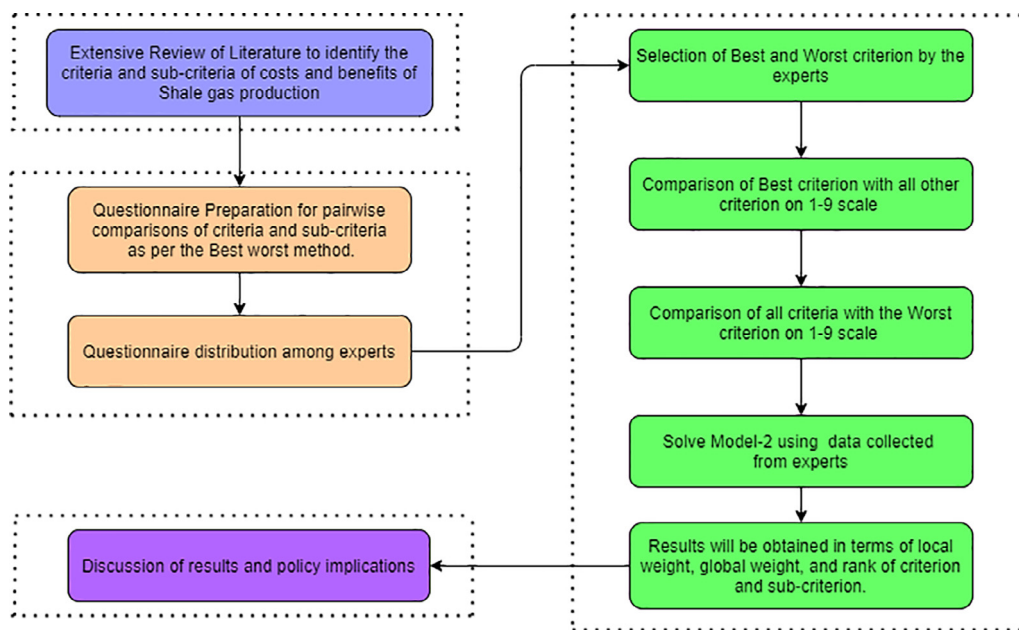 Extensive Review of Literature to identify the
criteria and sub-criteria of costs and benefits of
Shale gas production
Questionnaire Preparation for pairwise
comparisons of criteria and sub-criteria
as per the Best worst method.
Questionnaire distribution among experts
Selection of Best and Worst criterion by the
experts
Comparison of Best criterion with all other
criterion on 1-9 scale
Comparison of all criteria with the Worst
criterion on 1-9 scale
Solve Model-2 using data collected
from experts
Results will be obtained in terms of local
weight, global weight, and rank of criterion
and sub-criterion.
Discussion of results and policy implications